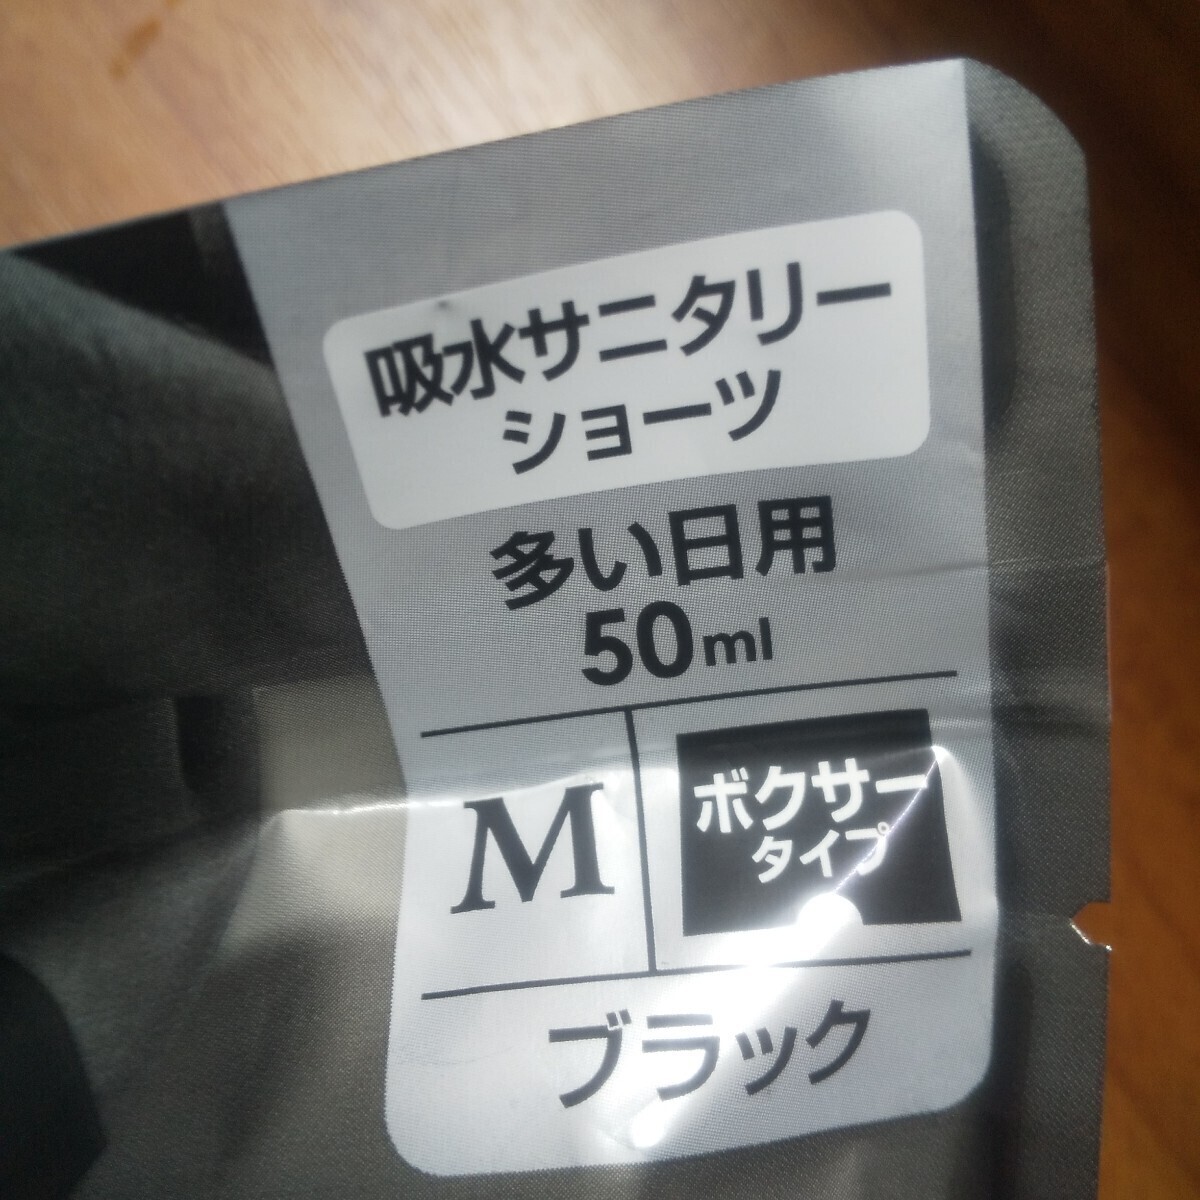 吸水サニタリー
ショーツ
多い日用
50ml
M
ボクサー
タイプ
ブラック